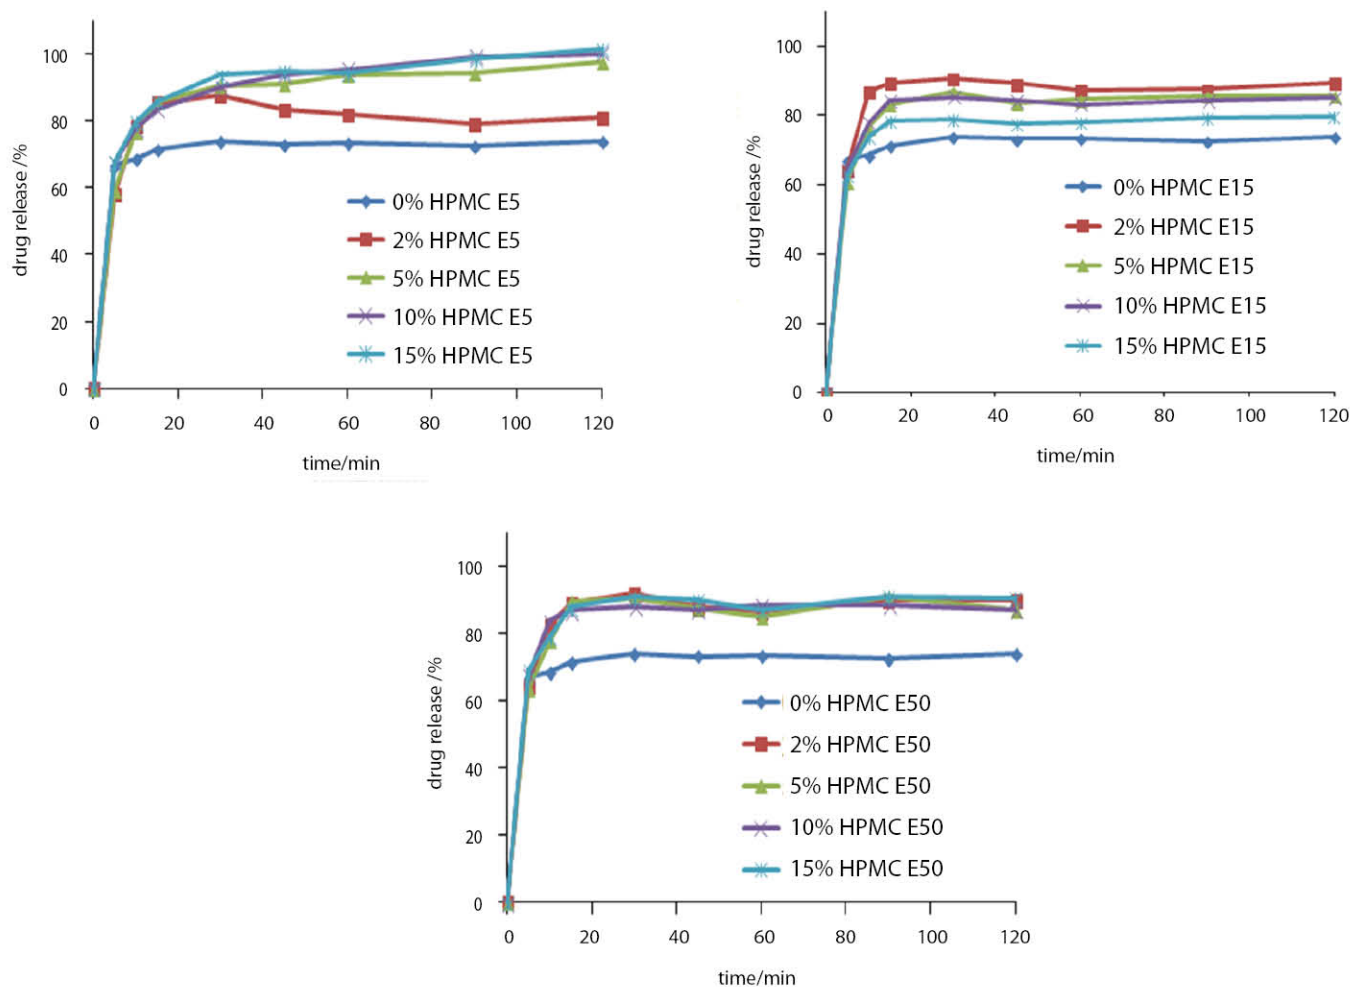 100
80
60
40
20
0
drug release /%
0% HPMC E5
2% HPMC E5
5% HPMC E5
10% HPMC E5
15% HPMC E5
0 20 40 60 80 100 120
time/min
100
80
60
40
20
0
drug release /%
0% HPMC E15
2% HPMC E15
5% HPMC E15
10% HPMC E15
15% HPMC E15
0 20 40 60 80 100 120
time/min
100
80
60
40
20
0
drug release /%
0% HPMC E50
2% HPMC E50
5% HPMC E50
10% HPMC E50
15% HPMC E50
0 20 40 60 80 100 120
time/min